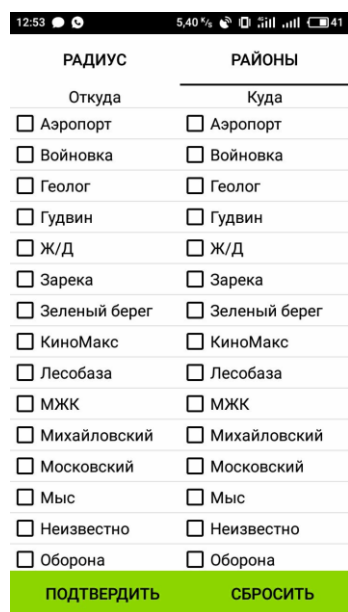 12:53 5,40 K/s 41
РАДИУС РАЙОНЫ
Откуда Куда
Аэропорт Аэропорт
Войновка Войновка
Геолог Геолог
Гудвин Гудвин
Ж/Д Ж/Д
Зарека Зарека
Зеленый берег Зеленый берег
КиноМакс КиноМакс
Лесобаза Лесобаза
МЖК МЖК
Михайловский Михайловский
Московский Московский
Мыс Мыс
Неизвестно Неизвестно
Оборона Оборона
ПОДТВЕРДИТЬ СБРОСИТЬ